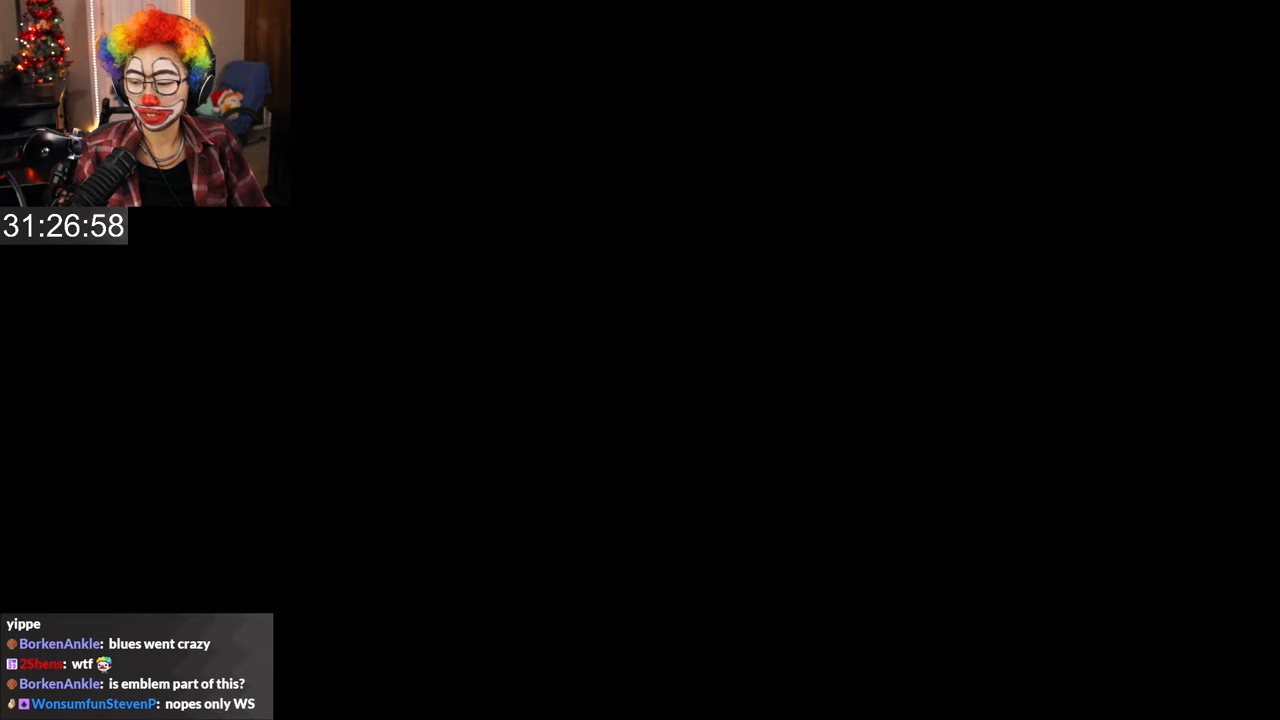 31:26:58
yippe
BorkenAnkle: blues went crazy
2Shens: wtf
BorkenAnkle: is emblem part of this?
WonsumfunStevenP: nopes only WS